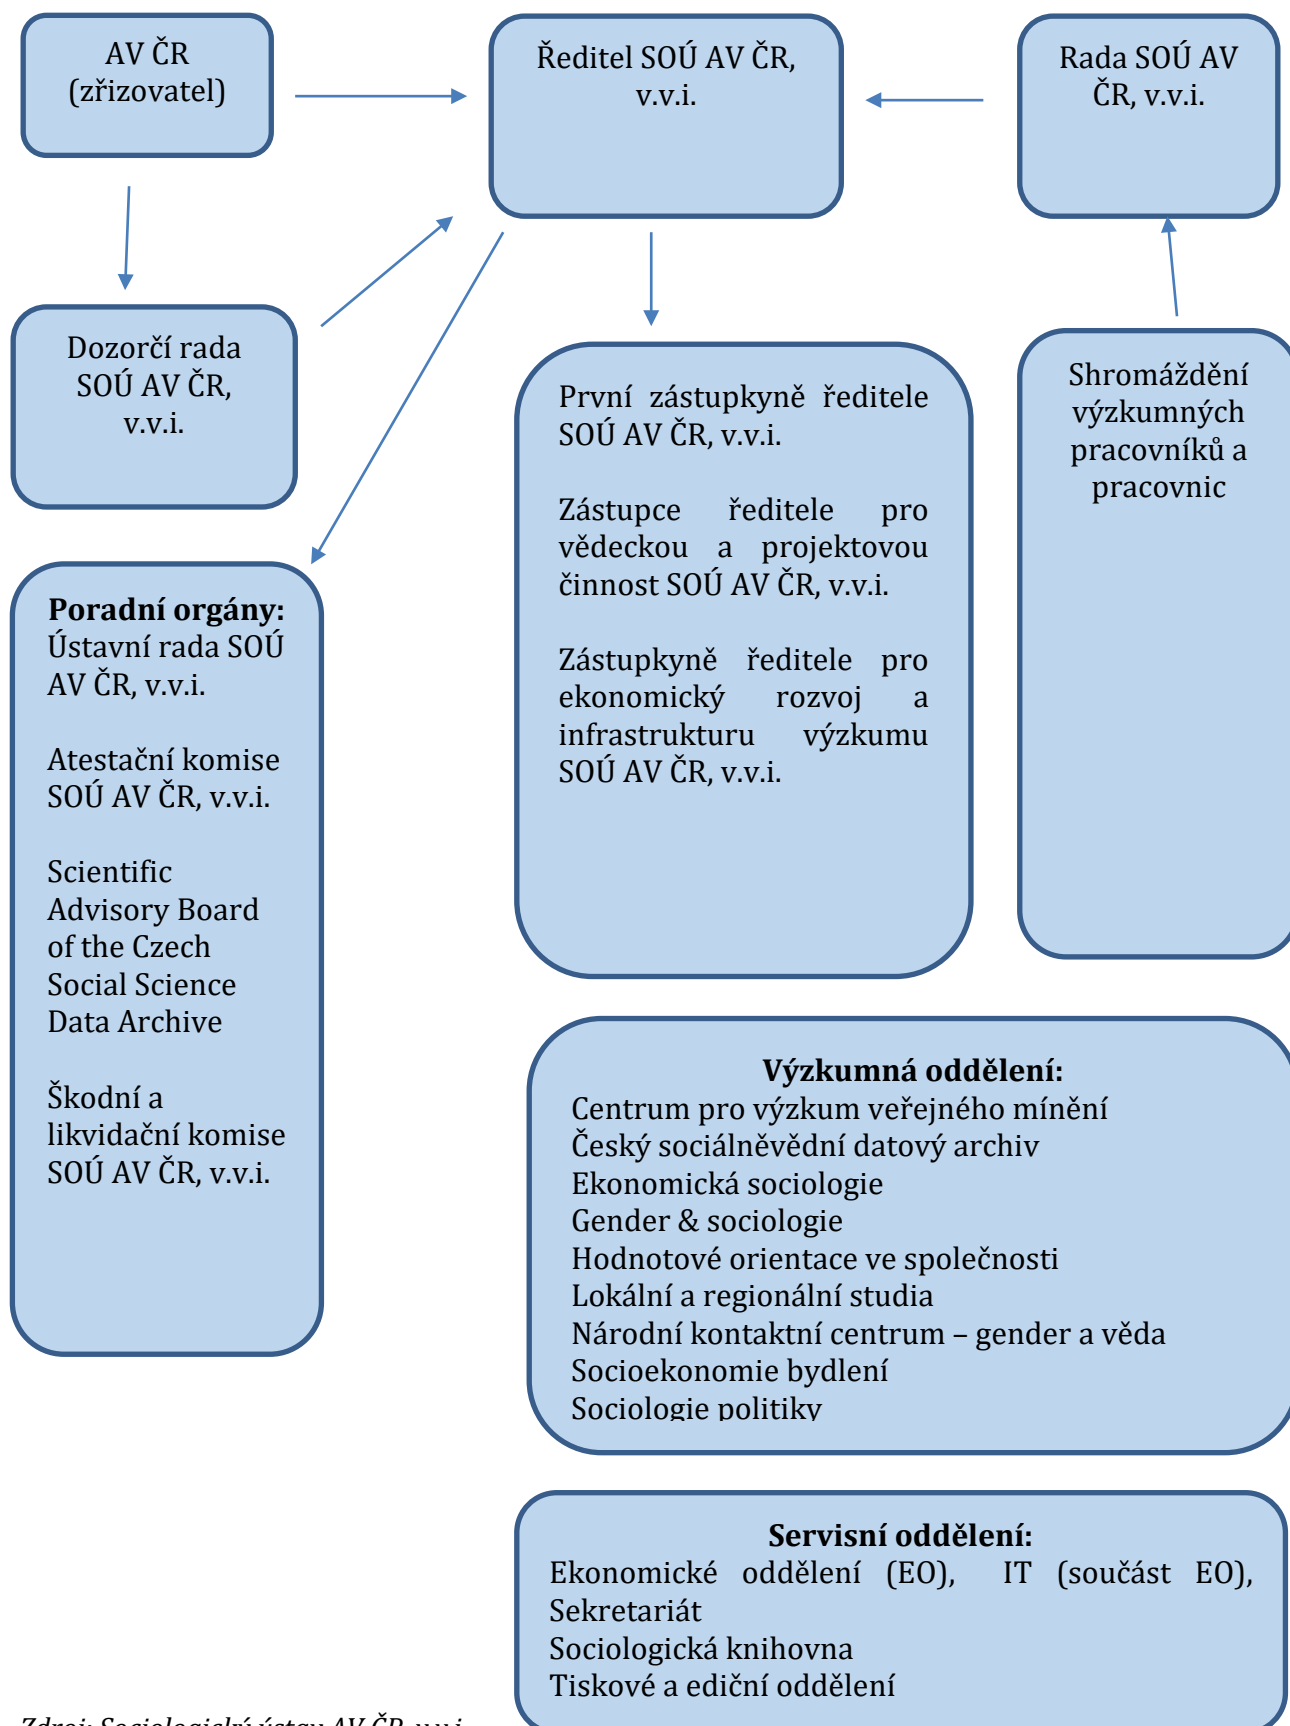 AV ČR
(zřizovatel)
Ředitel SOÚ AV ČR,
v.v.i.
Rada SOÚ AV
ČR, v.v.i.
Dozorčí rada
SOÚ AV ČR,
v.v.i.
První zástupkyně ředitele
SOÚ AV ČR, v.v.i.
Zástupce ředitele pro
vědeckou a projektovou
činnost SOÚ AV ČR, v.v.i.
Zástupkyně ředitele pro
ekonomický rozvoj a
infrastrukturu výzkumu
SOÚ AV ČR, v.v.i.
Shromáždění
výzkumných
pracovníků a
pracovnic
Poradní orgány:
Ústavní rada SOÚ
AV ČR, v.v.i.
Atestační komise
SOÚ AV ČR, v.v.i.
Scientific
Advisory Board
of the Czech
Social Science
Data Archive
Škodní a
likvidační komise
SOÚ AV ČR, v.v.i.
Výzkumná oddělení:
Centrum pro výzkum veřejného mínění
Český sociálněvědní datový archiv
Ekonomická sociologie
Gender & sociologie
Hodnotové orientace ve společnosti
Lokální a regionální studia
Národní kontaktní centrum – gender a věda
Socioekonomie bydlení
Sociologie politiky
Servisní oddělení:
Ekonomické oddělení (EO), IT (součást EO),
Sekretariát
Sociologická knihovna
Tiskové a ediční oddělení
Zdroj: Sociologický ústav AV ČR, v.v.i.